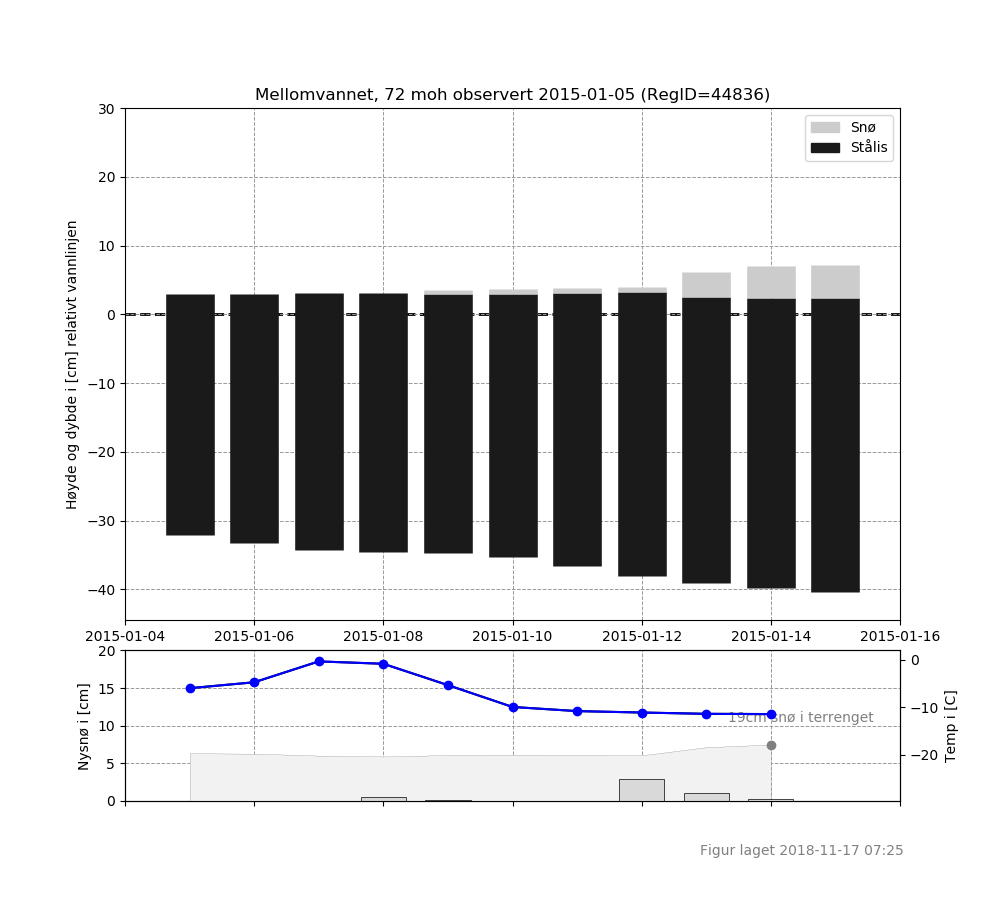 Mellomvannet, 72 moh observert 2015-01-05 (RegID=44836)
30
20
10
0
−10
−20
−30
−40
Høyde og dybde i [cm] relativt vannlinjen
Snø
Stålis
2015-01-04
2015-01-06
2015-01-08
2015-01-10
2015-01-12
2015-01-14
2015-01-16
20
15
10
5
0
Nysnø i [cm]
19cm snø i terrenget
0
−10
−20
Temp i [C]
Figur laget 2018-11-17 07:25